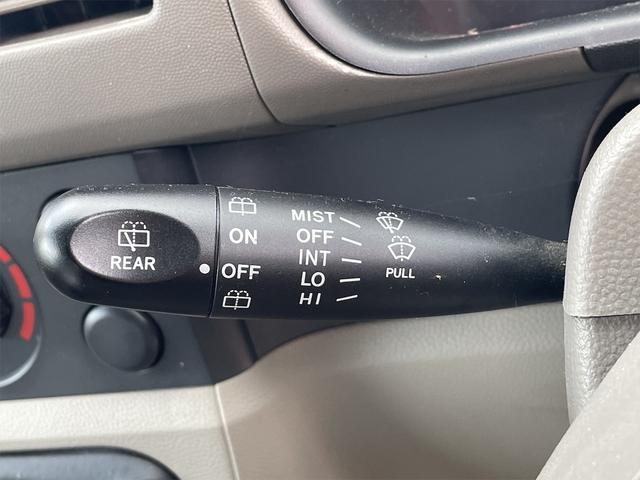 REAR
ON
OFF
MIST
OFF
INT
LO
HI
PULL